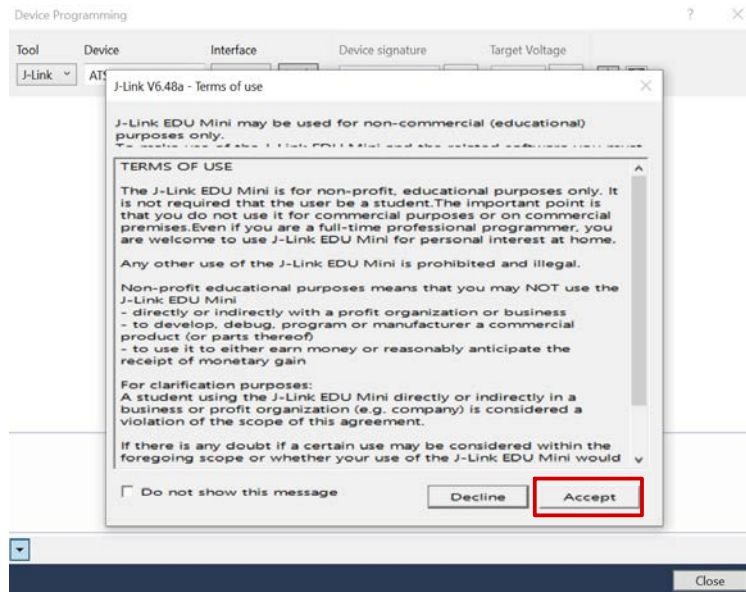 Device Programming
Tool Device Interface Device signature Target Voltage
J-Link
J-Link V6.48a - Terms of use
J-Link EDU Mini may be used for non-commercial (educational)
purposes only.
TERMS OF USE
The J-Link EDU Mini is for non-profit, educational purposes only. It
is not required that the user be a student.The important point is
that you do not use it for commercial purposes or on commercial
premises.Even if you are a full-time professional programmer, you
are welcome to use J-Link EDU Mini for personal interest at home.
Any other use of the J-Link EDU Mini is prohibited and illegal.
Non-profit educational purposes means that you may NOT use the
J-Link EDU Mini
- directly or indirectly with a profit organization or business
- to develop, debug, program or manufacturer a commercial
product (or parts thereof)
- to use it to either earn money or reasonably anticipate the
receipt of monetary gain
For clarification purposes:
A student using the J-Link EDU Mini directly or indirectly in a
business or profit organization (e.g. company) is considered a
violation of the scope of this agreement.
If there is any doubt if a certain use may be considered within the
foregoing scope or whether your use of the J-Link EDU Mini would
Do not show this message
Decline Accept
Close